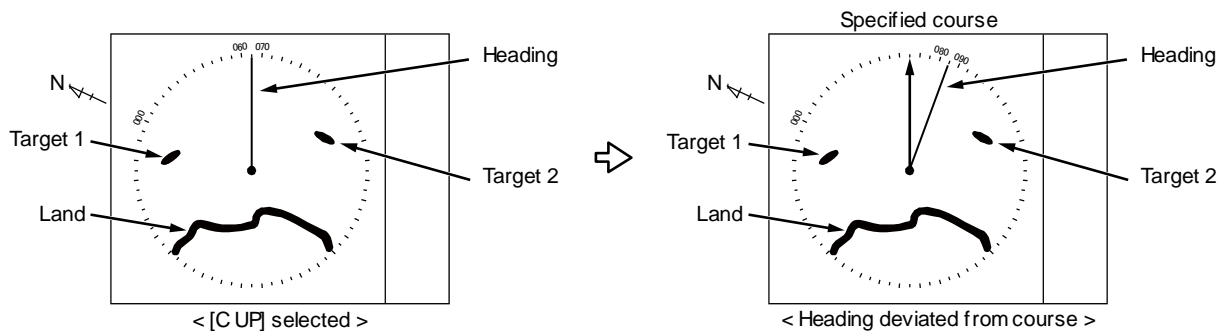 060 070
Heading
N
000
Target 1
Target 2
Land
< [C UP] selected >
Specified course
080 090
Heading
N
000
Target 1
Target 2
Land
< Heading deviated from course >